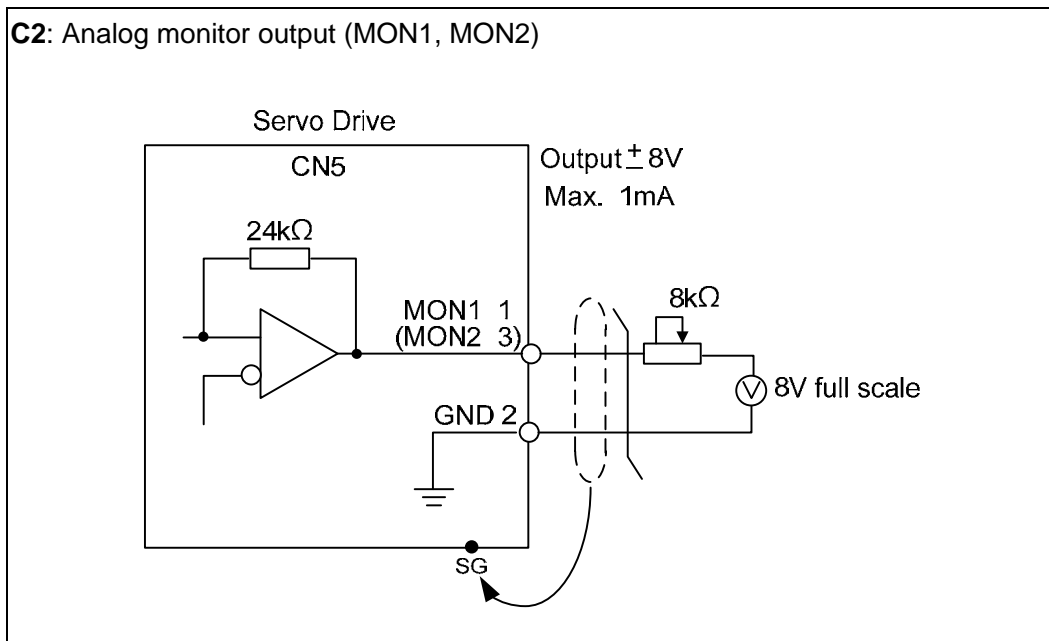 C2: Analog monitor output (MON1, MON2)
Servo Drive
CN5
Output ± 8V
Max. 1mA
24kΩ
MON1 1
(MON2 3)
8kΩ
V 8V full scale
GND 2
SG